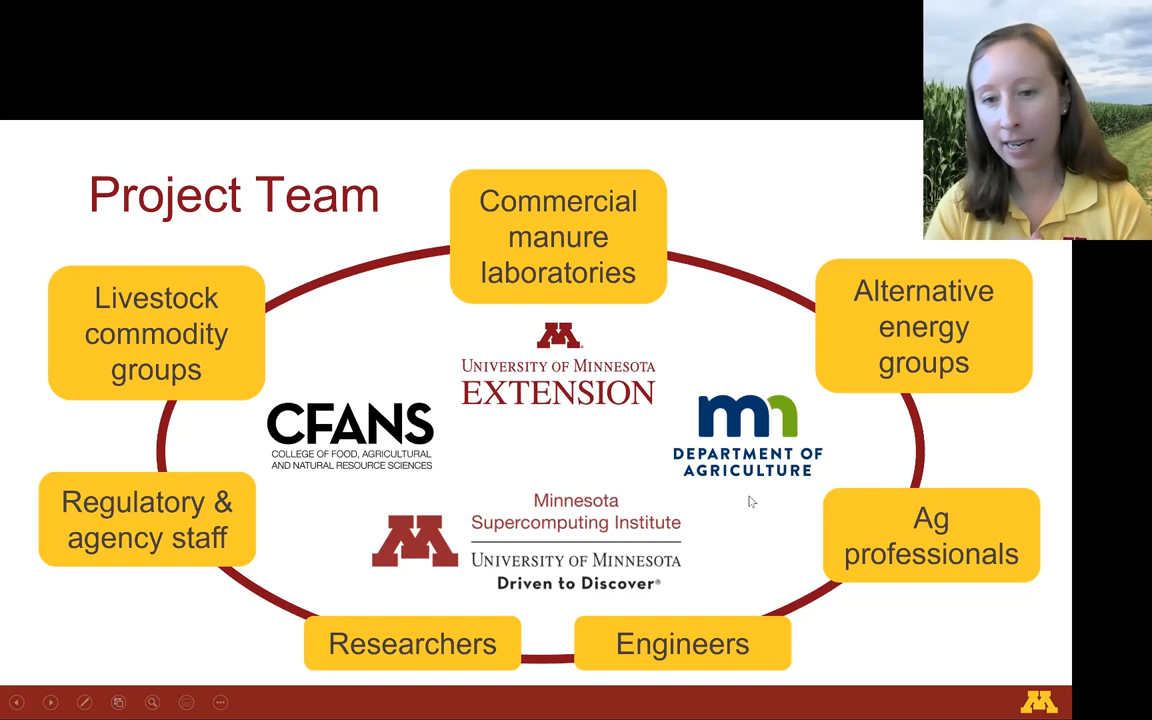 Project Team
Commercial
manure
laboratories
Livestock
commodity
groups
Alternative
energy
groups
UNIVERSITY OF MINNESOTA
EXTENSION
CFANS
COLLEGE OF FOOD, AGRICULTURAL
AND NATURAL RESOURCE SCIENCES
mn
DEPARTMENT OF
AGRICULTURE
Regulatory &
agency staff
M
Minnesota
Supercomputing Institute
UNIVERSITY OF MINNESOTA
Driven to Discover®
Ag
professionals
Researchers
Engineers
M